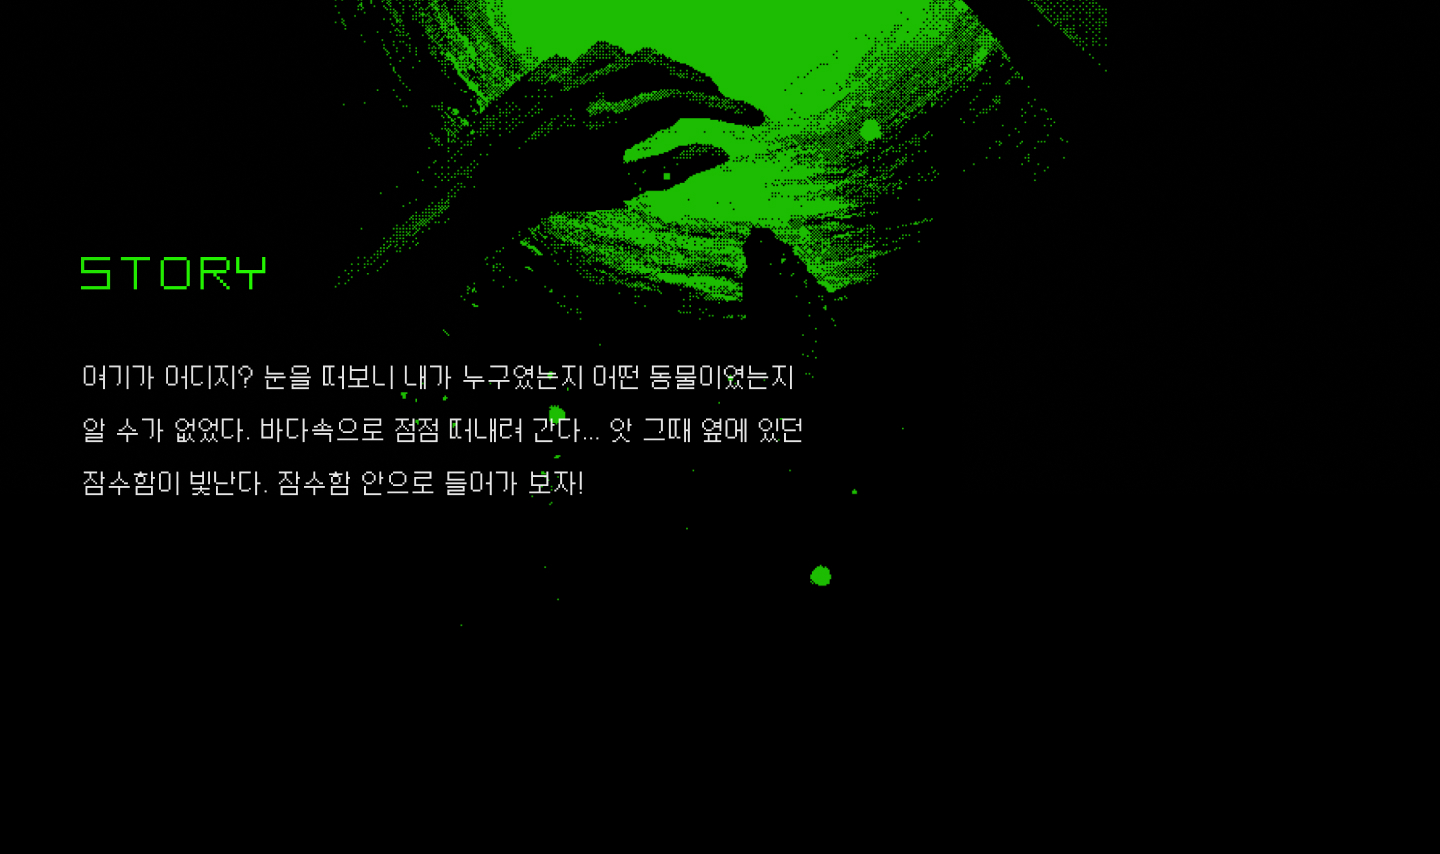 STORY
여기가 어디지? 눈을 떠보니 내가 누구였는지 어떤 동물이였는지
알 수가 없었다. 바다속으로 점점 떠내려 간다... 앗 그때 옆에 있던
잠수함이 빛난다. 잠수함 안으로 들어가 보자!